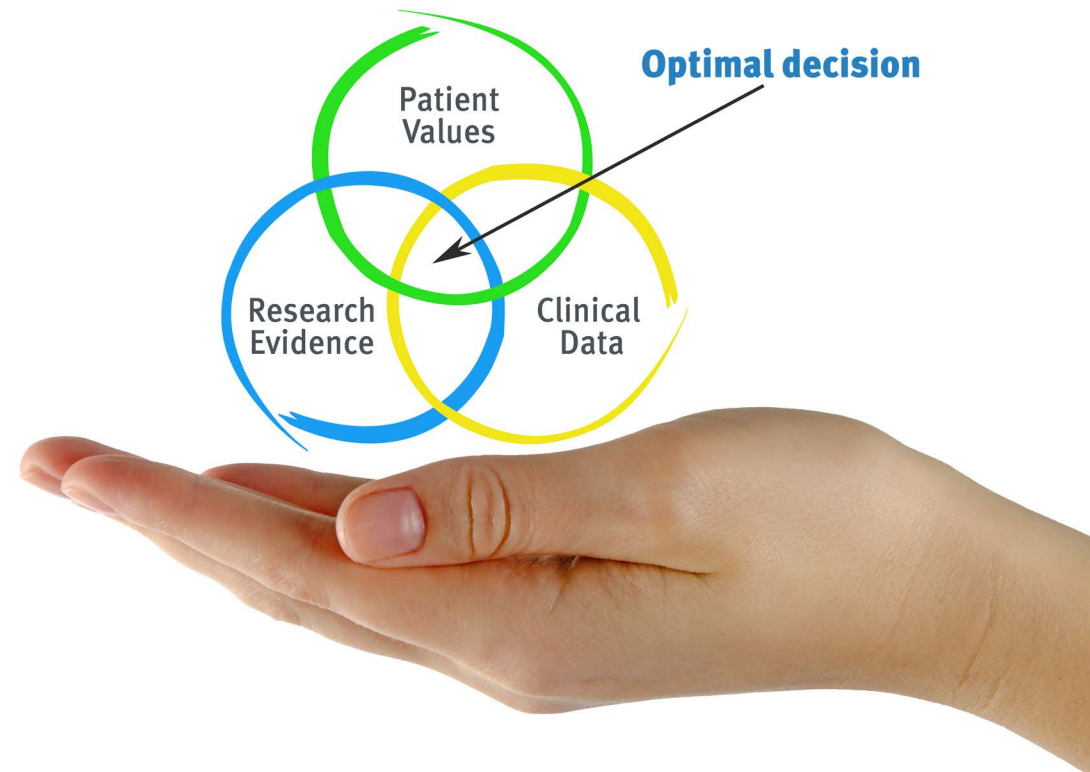 Optimal decision
Patient
Values
Research
Evidence
Clinical
Data